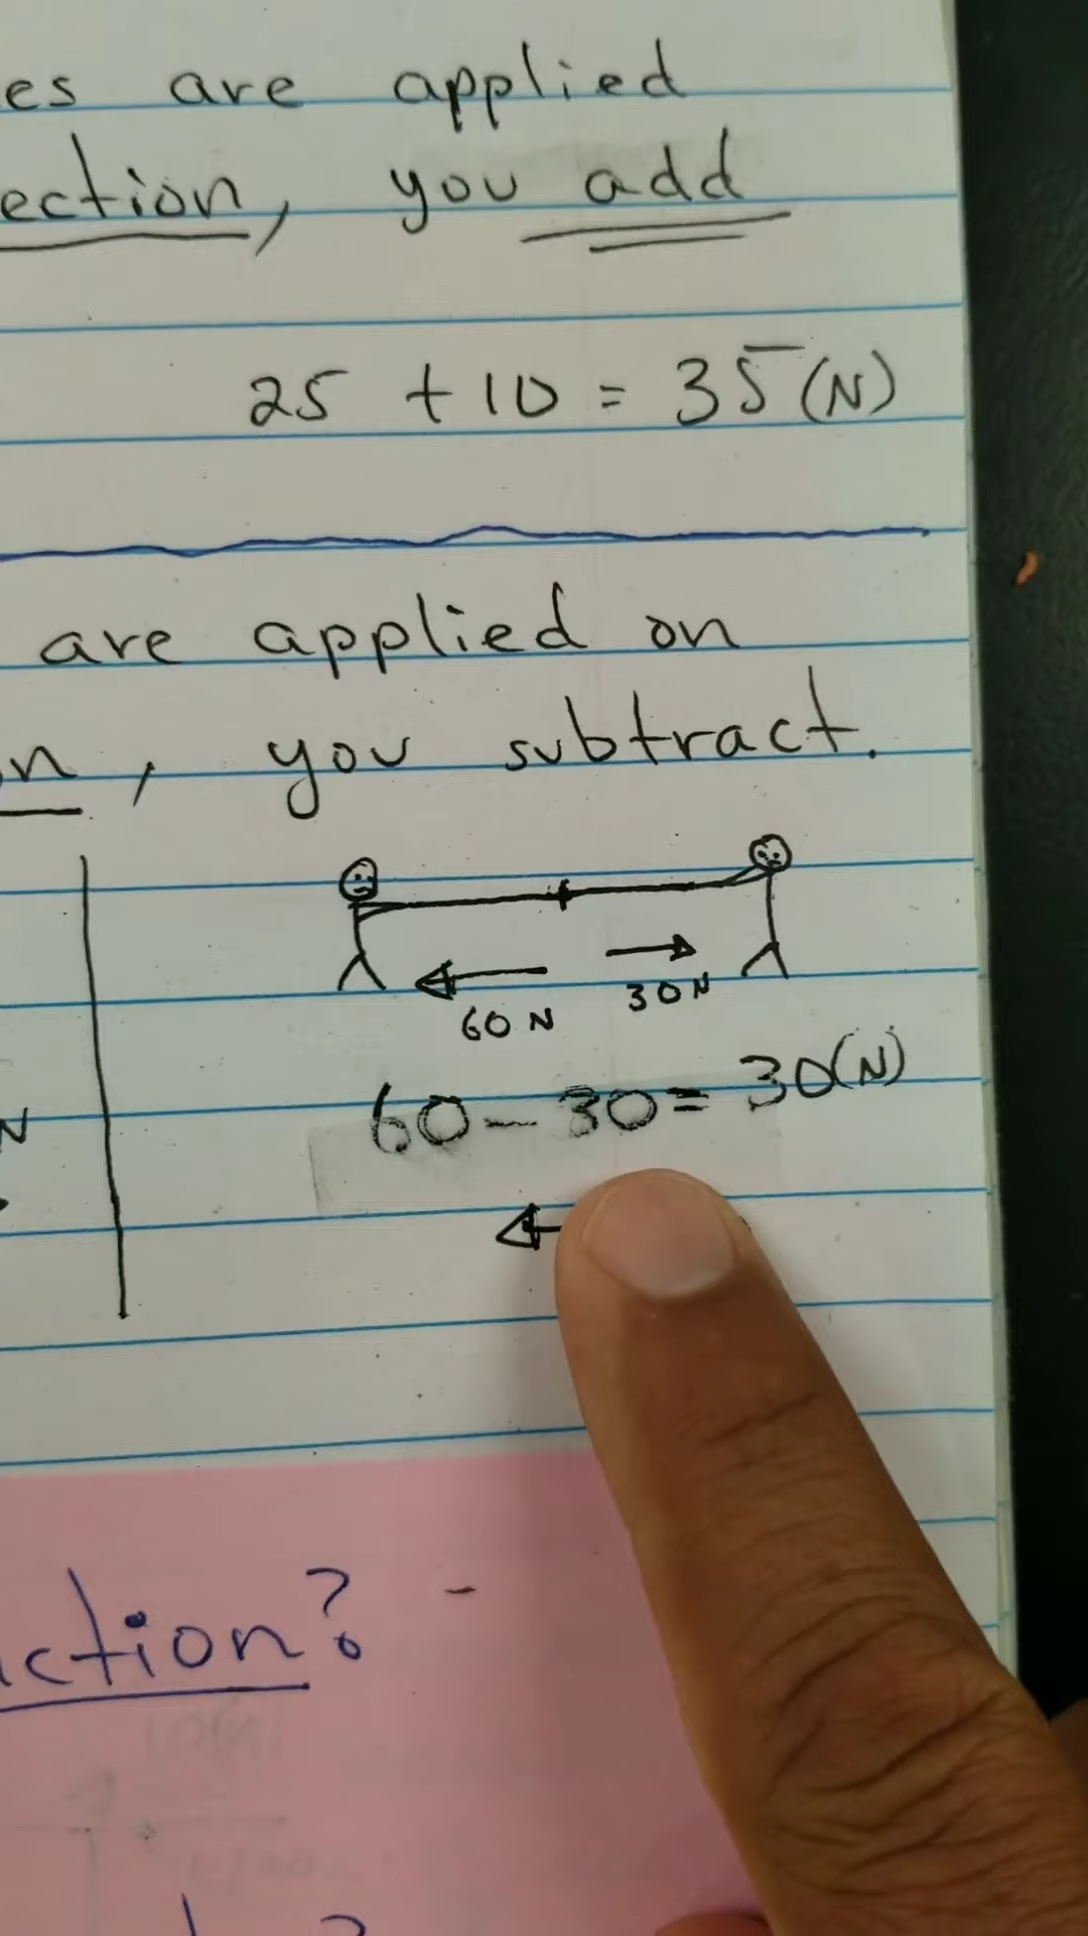 es are applied
ection, you add
25 + 10 = 35 (N)
are applied on
n, you subtract.
60 N 30 N
60 - 30 = 30 (N)
N
ction? -